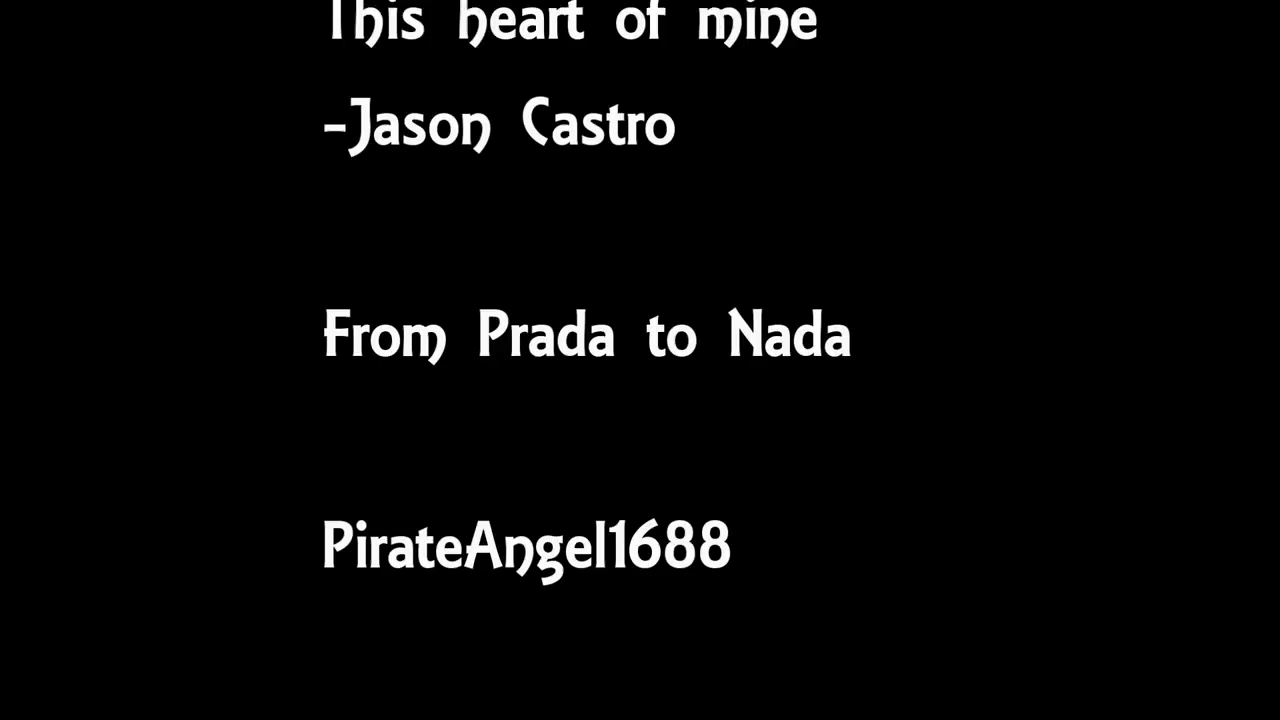 This heart of mine
-Jason Castro
From Prada to Nada
PirateAngel1688